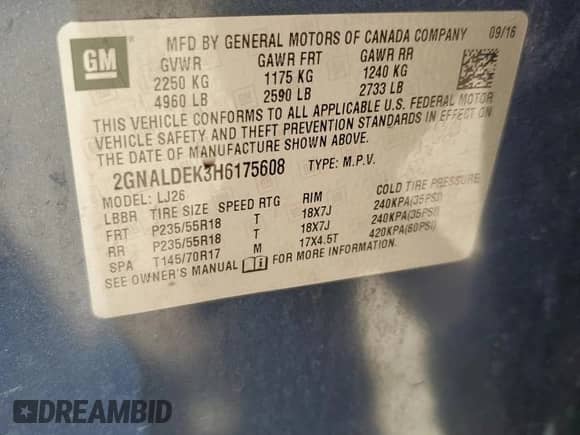 GM
MFD BY GENERAL MOTORS OF CANADA COMPANY 09/16
GVWR GAWR FRT GAWR RR
2250 KG 1175 KG 1240 KG
4960 LB 2590 LB 2733 LB
THIS VEHICLE CONFORMS TO ALL APPLICABLE U.S. FEDERAL MOTOR
VEHICLE SAFETY AND THEFT PREVENTION STANDARDS IN EFFECT ON
THE DATE OF MANUFACTURE SHOWN ABOVE.
2GNALDEK3H6175608 TYPE: M.P.V.
MODEL: LJ26
LBBR TIRE SIZE SPEED RTG RIM COLD TIRE PRESSURE
FRT P235/55R18 T 18X7J 240KPA(35PSI)
RR P235/55R18 T 18X7J 240KPA(35PSI)
SPA T145/70R17 M 17X4.5T 420KPA(60PSI)
SEE OWNER'S MANUAL FOR MORE INFORMATION.
DREAMBID